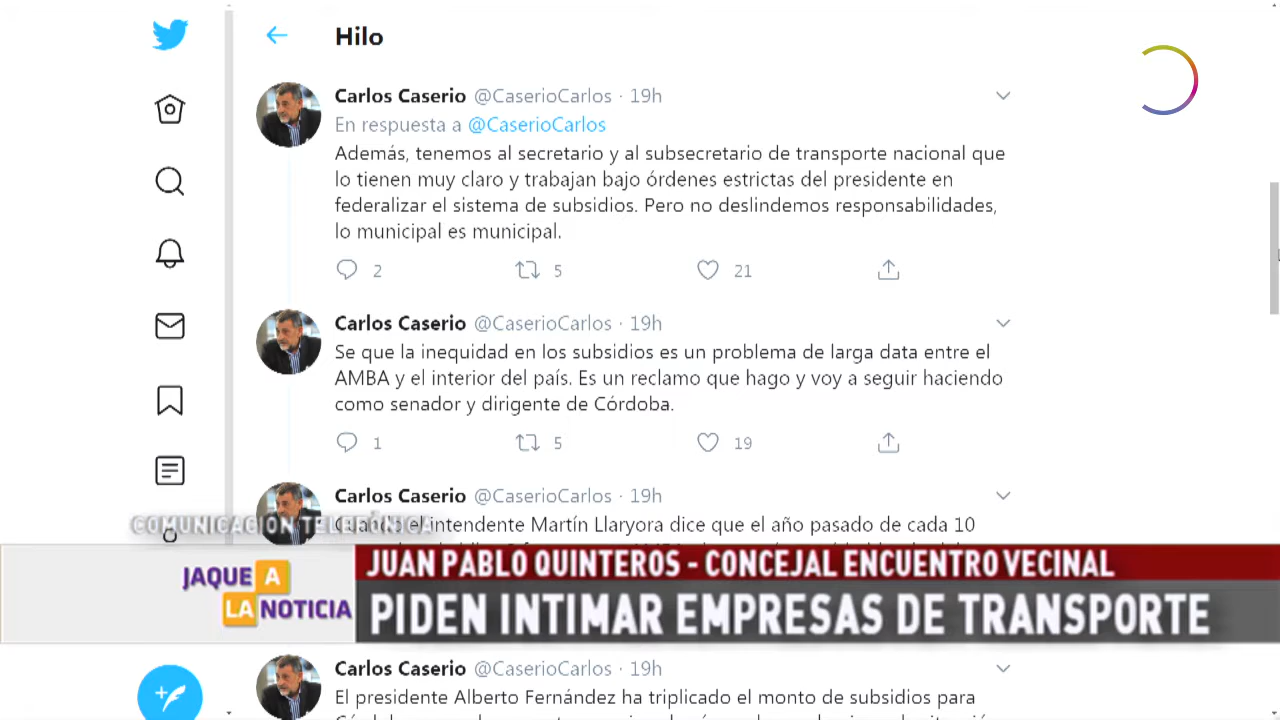 Hilo
Carlos Caserio @CaserioCarlos · 19h
En respuesta a @CaserioCarlos
Además, tenemos al secretario y al subsecretario de transporte nacional que
lo tienen muy claro y trabajan bajo órdenes estrictas del presidente en
federalizar el sistema de subsidios. Pero no deslindemos responsabilidades,
lo municipal es municipal.
2 5 21
Carlos Caserio @CaserioCarlos · 19h
Se que la inequidad en los subsidios es un problema de larga data entre el
AMBA y el interior del país. Es un reclamo que hago y voy a seguir haciendo
como senador y dirigente de Córdoba.
1 5 19
Carlos Caserio @CaserioCarlos · 19h
intendente Martín Llaryora dice que el año pasado de cada 10
COMUNICACIÓN TELEFÓNICA
JUAN PABLO QUINTEROS - CONCEJAL ENCUENTRO VECINAL
JAQUE A
LA NOTICIA
PIDEN INTIMAR EMPRESAS DE TRANSPORTE
Carlos Caserio @CaserioCarlos · 19h
El presidente Alberto Fernández ha triplicado el monto de subsidios para